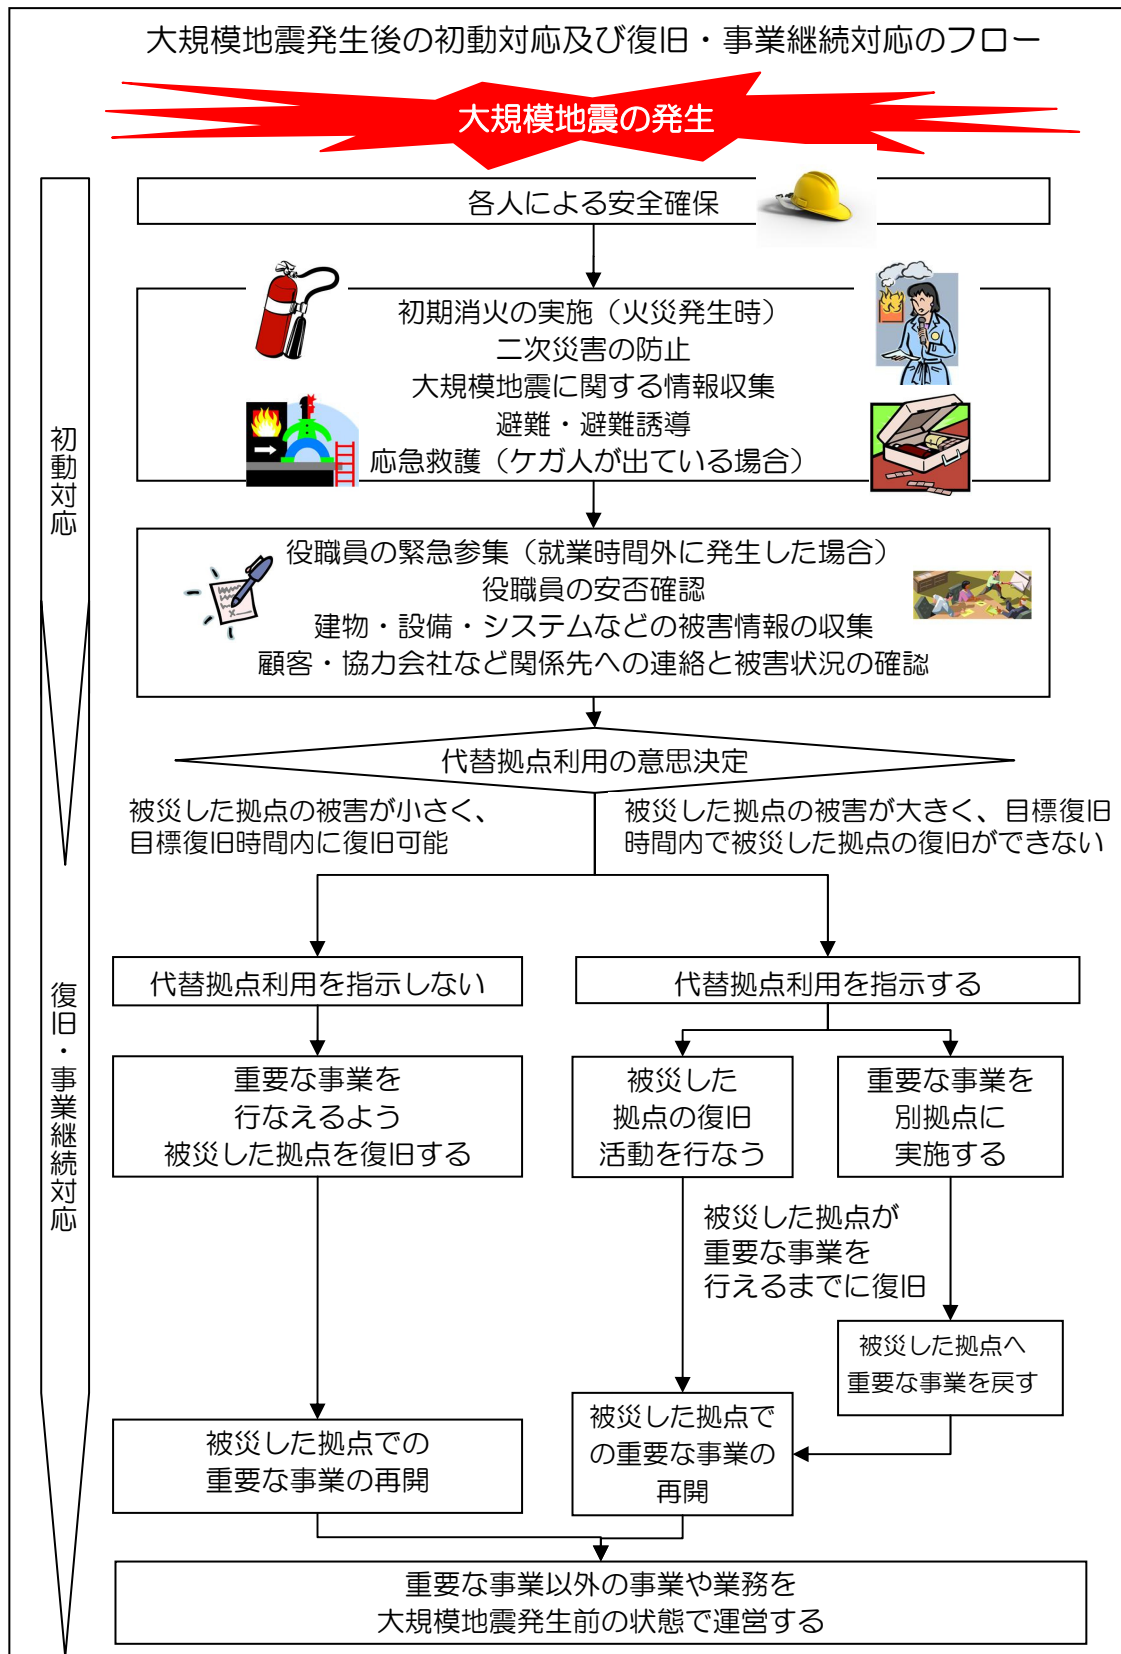 大規模地震発生後の初動対応及び復旧・事業継続対応のフロー
大規模地震の発生
各人による安全確保
初動対応
初期消火の実施（火災発生時）
二次災害の防止
大規模地震に関する情報収集
避難・避難誘導
応急救護（ケガ人が出ている場合）
役職員の緊急参集（就業時間外に発生した場合）
役職員の安否確認
建物・設備・システムなどの被害情報の収集
顧客・協力会社など関係先への連絡と被害状況の確認
代替拠点利用の意思決定
被災した拠点の被害が小さく、
目標復旧時間内に復旧可能
被災した拠点の被害が大きく、目標復旧
時間内で被災した拠点の復旧ができない
復旧・事業継続対応
代替拠点利用を指示しない
代替拠点利用を指示する
重要な事業を
行なえるよう
被災した拠点を復旧する
被災した
拠点の復旧
活動を行なう
重要な事業を
別拠点に
実施する
被災した拠点が
重要な事業を
行えるまでに復旧
被災した拠点へ
重要な事業を戻す
被災した拠点での
重要な事業の再開
被災した拠点で
の重要な事業の
再開
重要な事業以外の事業や業務を
大規模地震発生前の状態で運営する